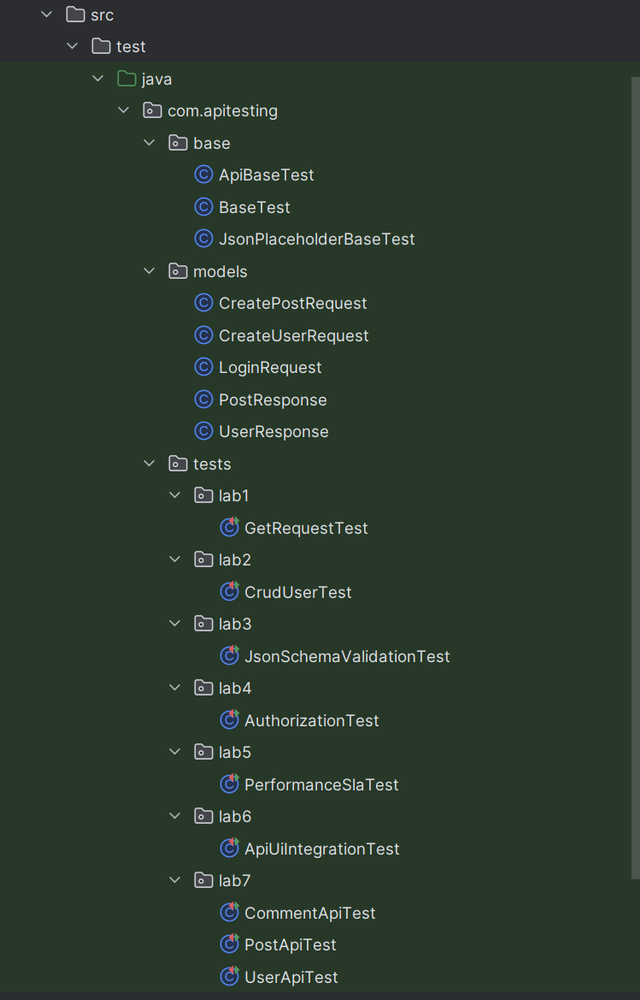 src
test
java
com.apitesting
base
ApiBaseTest
BaseTest
JsonPlaceholderBaseTest
models
CreatePostRequest
CreateUserRequest
LoginRequest
PostResponse
UserResponse
tests
lab1
GetRequestTest
lab2
CrudUserTest
lab3
JsonSchemaValidationTest
lab4
AuthorizationTest
lab5
PerformanceSlaTest
lab6
ApiUiIntegrationTest
lab7
CommentApiTest
PostApiTest
UserApiTest